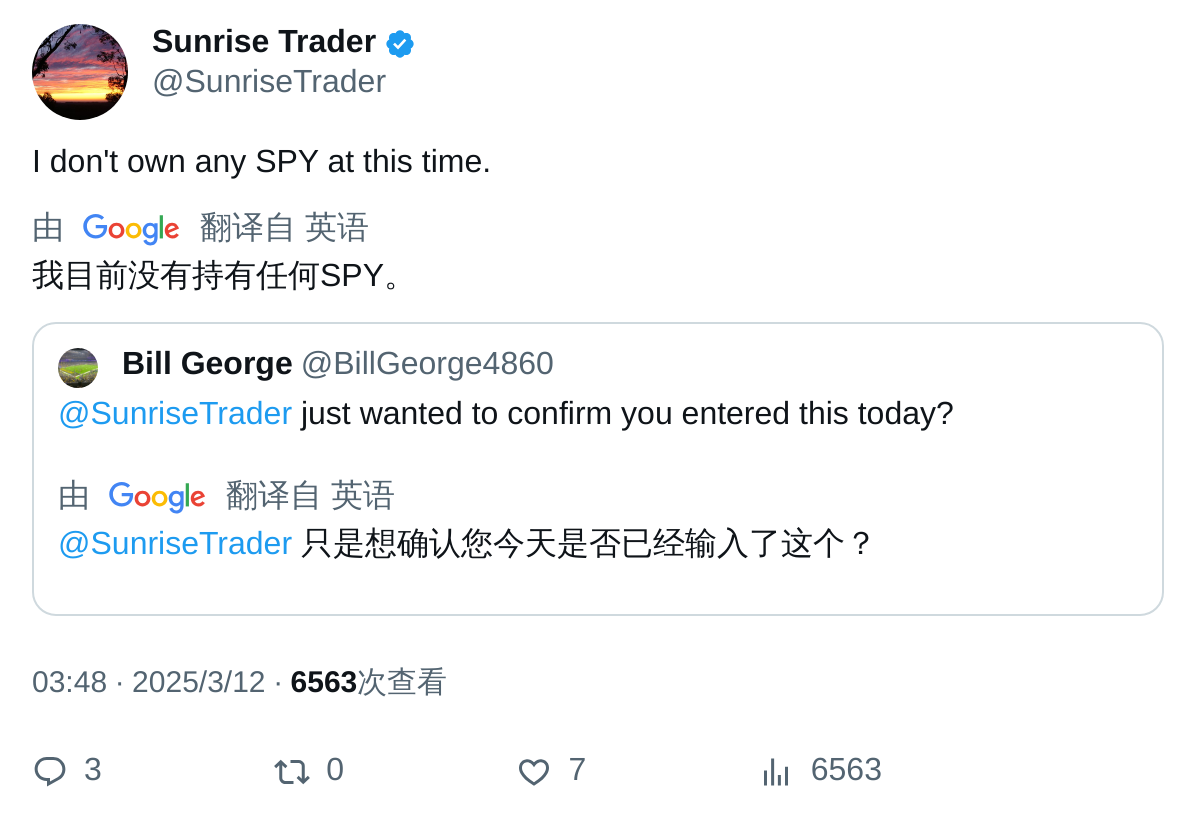 Sunrise Trader
@SunriseTrader
I don't own any SPY at this time.
由 Google 翻译自 英语
我目前没有持有任何SPY。
Bill George @BillGeorge4860
@SunriseTrader just wanted to confirm you entered this today?
由 Google 翻译自 英语
@SunriseTrader 只是想确认您今天是否已经输入了这个？
03:48 · 2025/3/12 · 6563次查看
3 0 7 6563